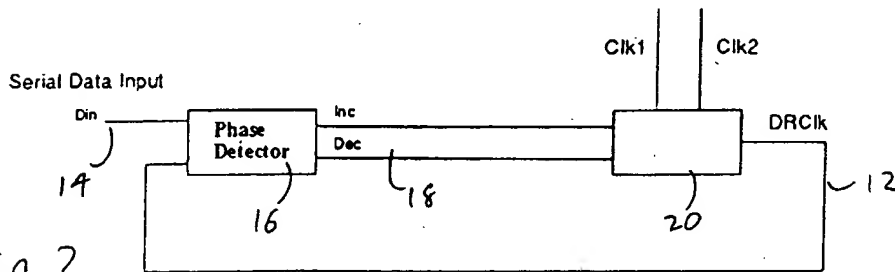 Clk1
Clk2
Serial Data Input
Din
Inc
Phase
Detector
Dec
DRClk
14
16
18
20
12